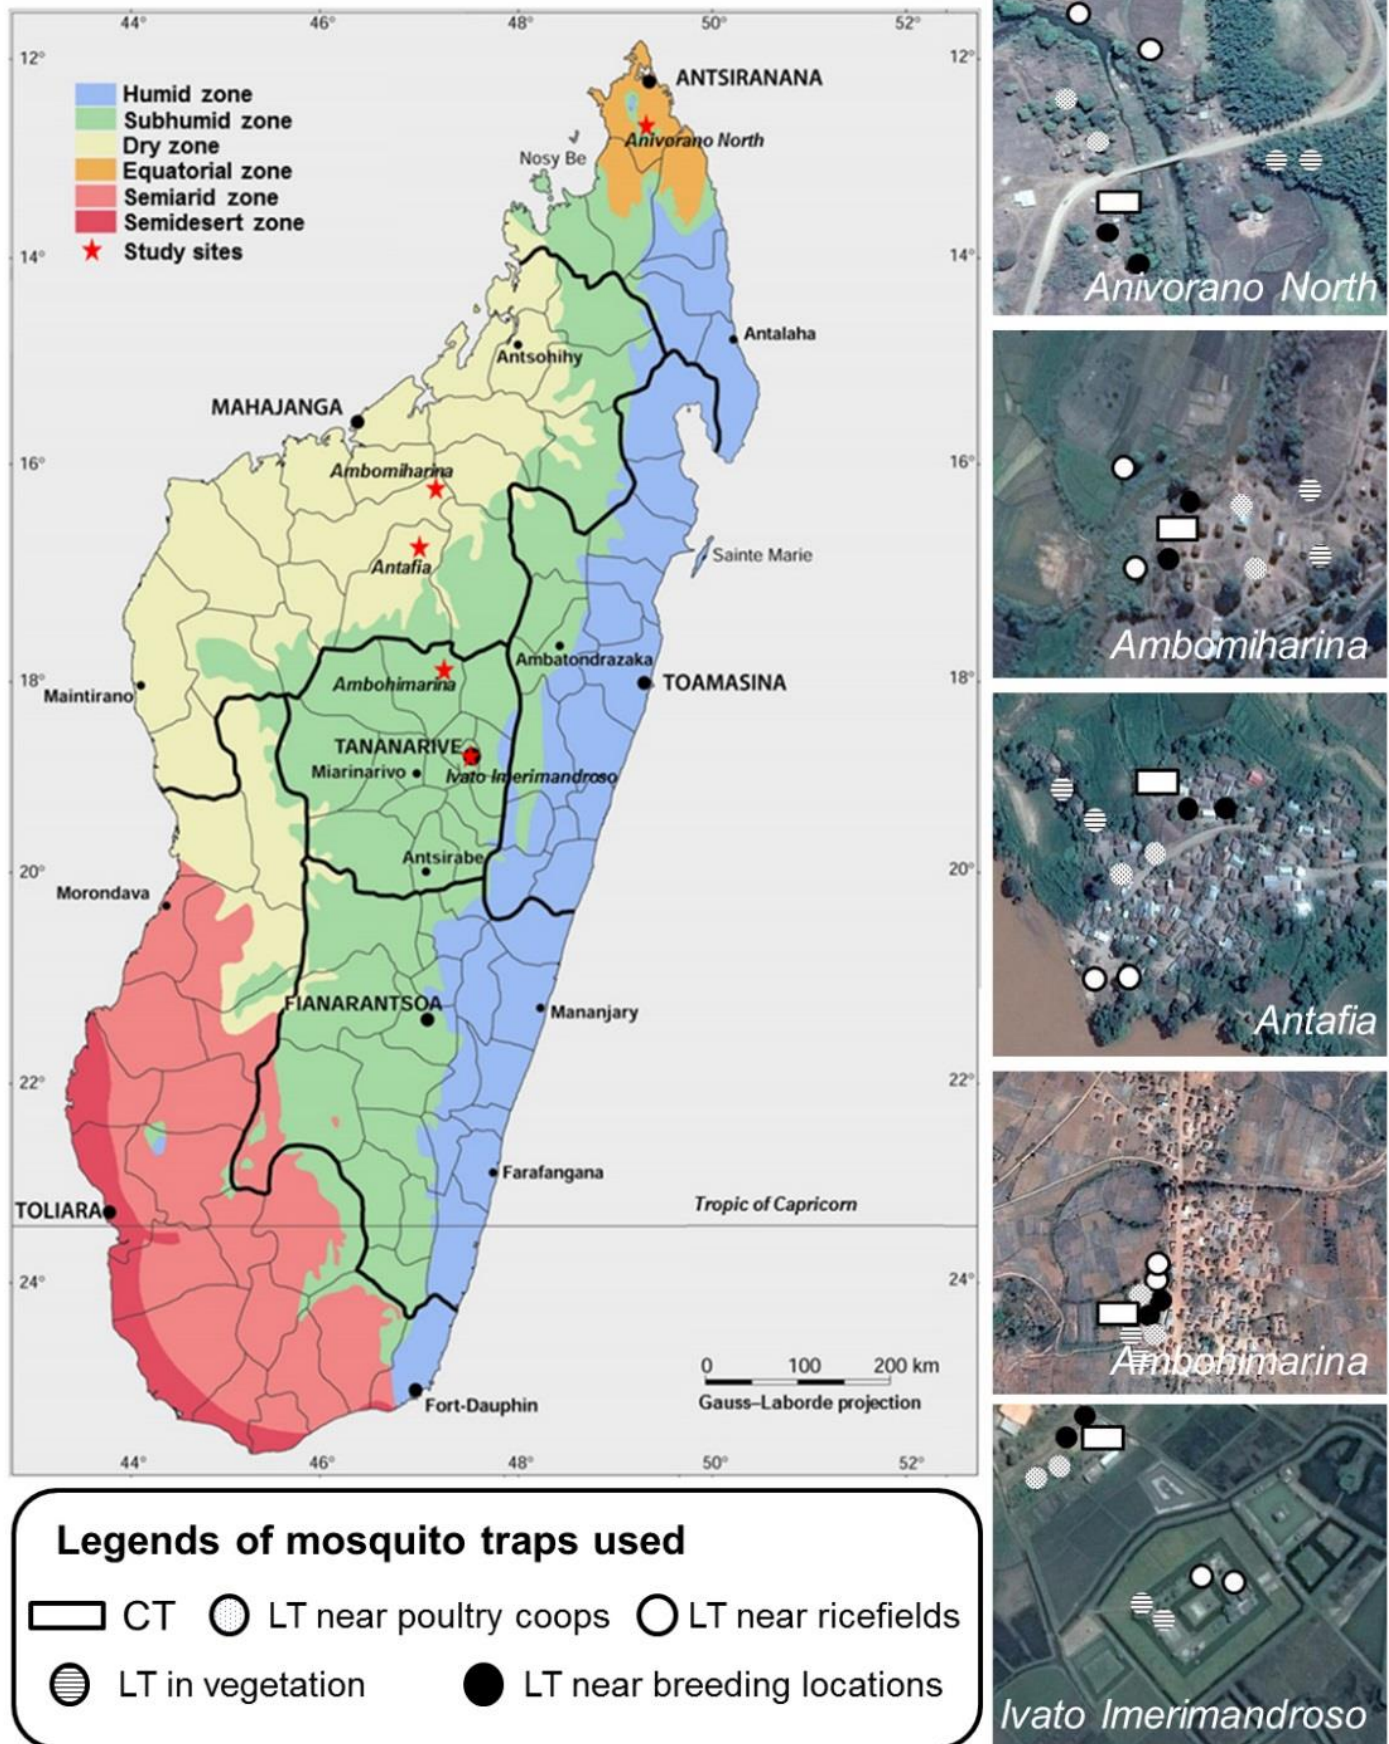 44° 46° 48° 50° 52°
12° 12°
ANTSIRANANA
Humid zone
Subhumid zone
Dry zone
Equatorial zone
Semiarid zone
Semidesert zone
Study sites
Anivorano North
Nosy Be
14° 14°
Antalaha
Antsohihy
MAHAJANGA
16° 16°
Ambomiharina
Sainte Marie
Antafia
Ambatondrazaka
18° 18°
Ambohimarina
TOAMASINA
Maintirano
TANANARIVE
Miarinarivo
Ivato Imerimandroso
Antsirabe
20° 20°
Morondava
FIANARANTSOA
Mananjary
22° 22°
Farafangana
TOLIARA
Tropic of Capricorn
24° 24°
0 100 200 km
Gauss–Laborde projection
Fort-Dauphin
44° 46° 48° 50° 52°
Anivorano North
Ambomiharina
Antafia
Ambohimarina
Ivato Imerimandroso
Legends of mosquito traps used
CT LT near poultry coops LT near ricefields
LT in vegetation LT near breeding locations